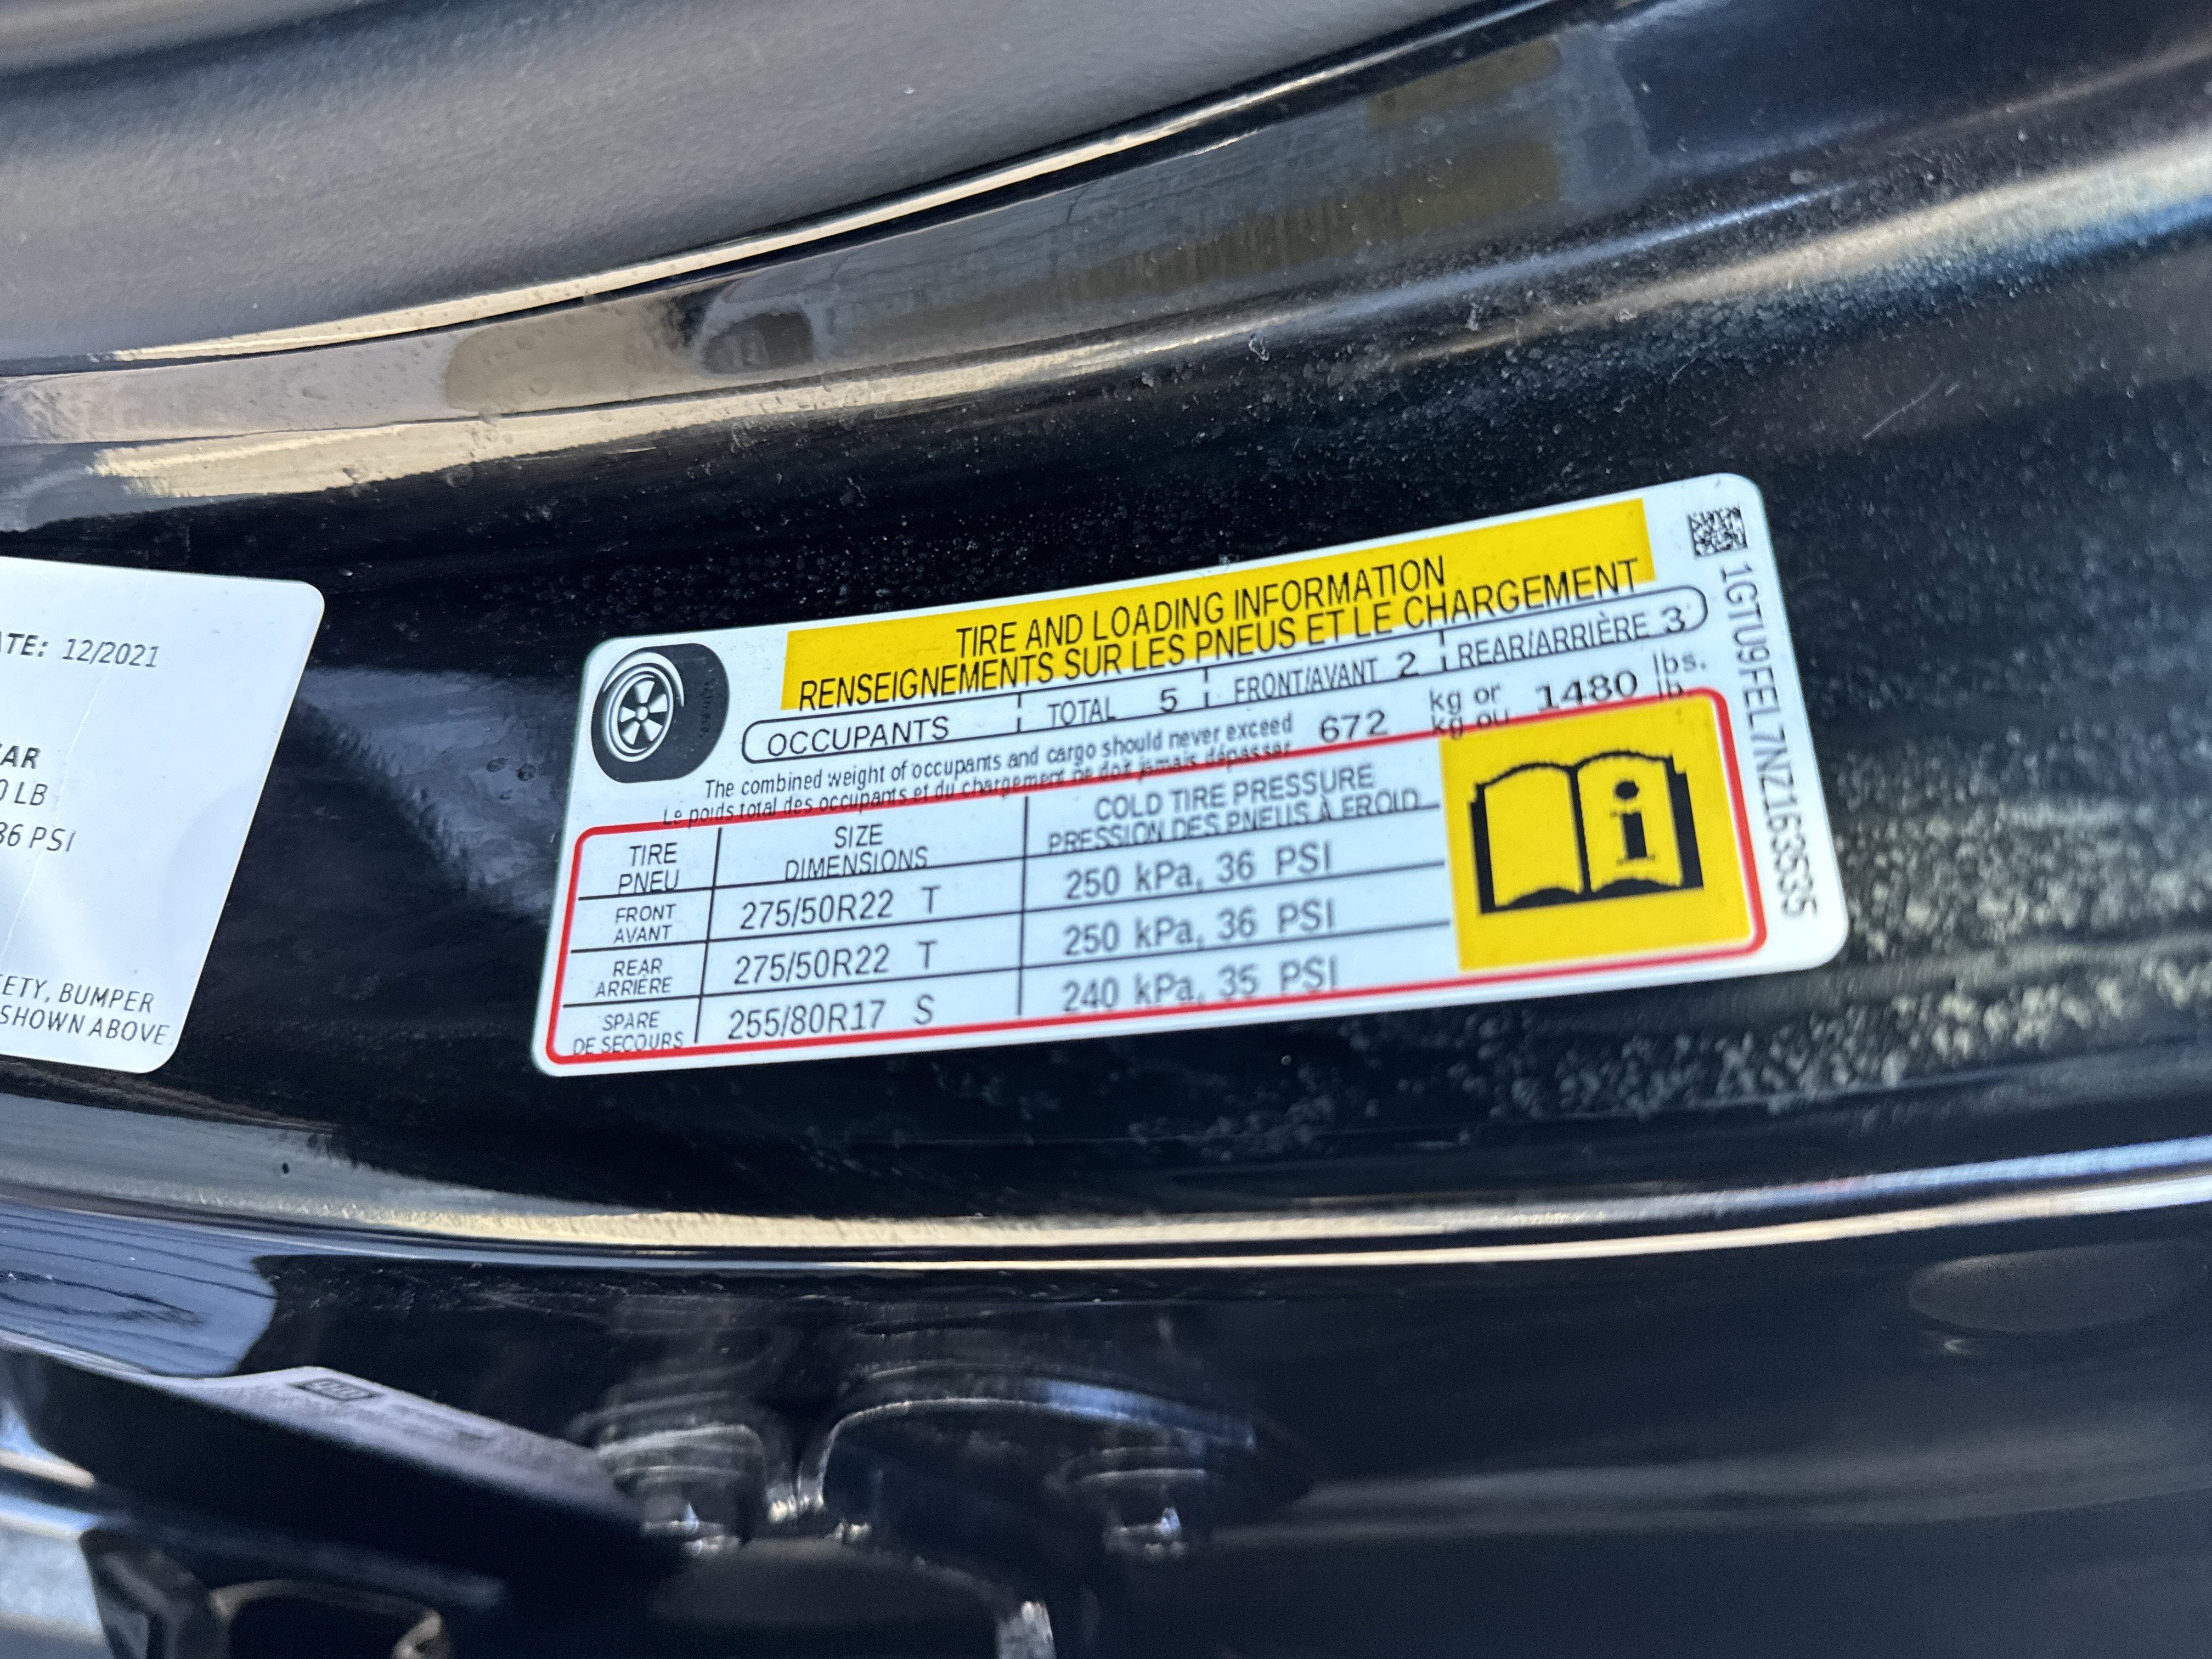 ATE: 12/2021
AR
0 LB
36 PSI
ETY, BUMPER
SHOWN ABOVE.
TIRE AND LOADING INFORMATION
RENSEIGNEMENTS SUR LES PNEUS ET LE CHARGEMENT
OCCUPANTS TOTAL 5 FRONT/AVANT 2 REAR/ARRIÈRE 3
The combined weight of occupants and cargo should never exceed 672 kg or 1480 lbs.
Le poids total des occupants et du chargement ne doit jamais dépasser kg ou lb
TIRE SIZE COLD TIRE PRESSURE
PNEU DIMENSIONS PRESSION DES PNEUS À FROID
FRONT
AVANT 275/50R22 T 250 kPa, 36 PSI
REAR
ARRIÈRE 275/50R22 T 250 kPa, 36 PSI
SPARE
DE SECOURS 255/80R17 S 240 kPa, 35 PSI
i
1GTU9FEL7NZ163535